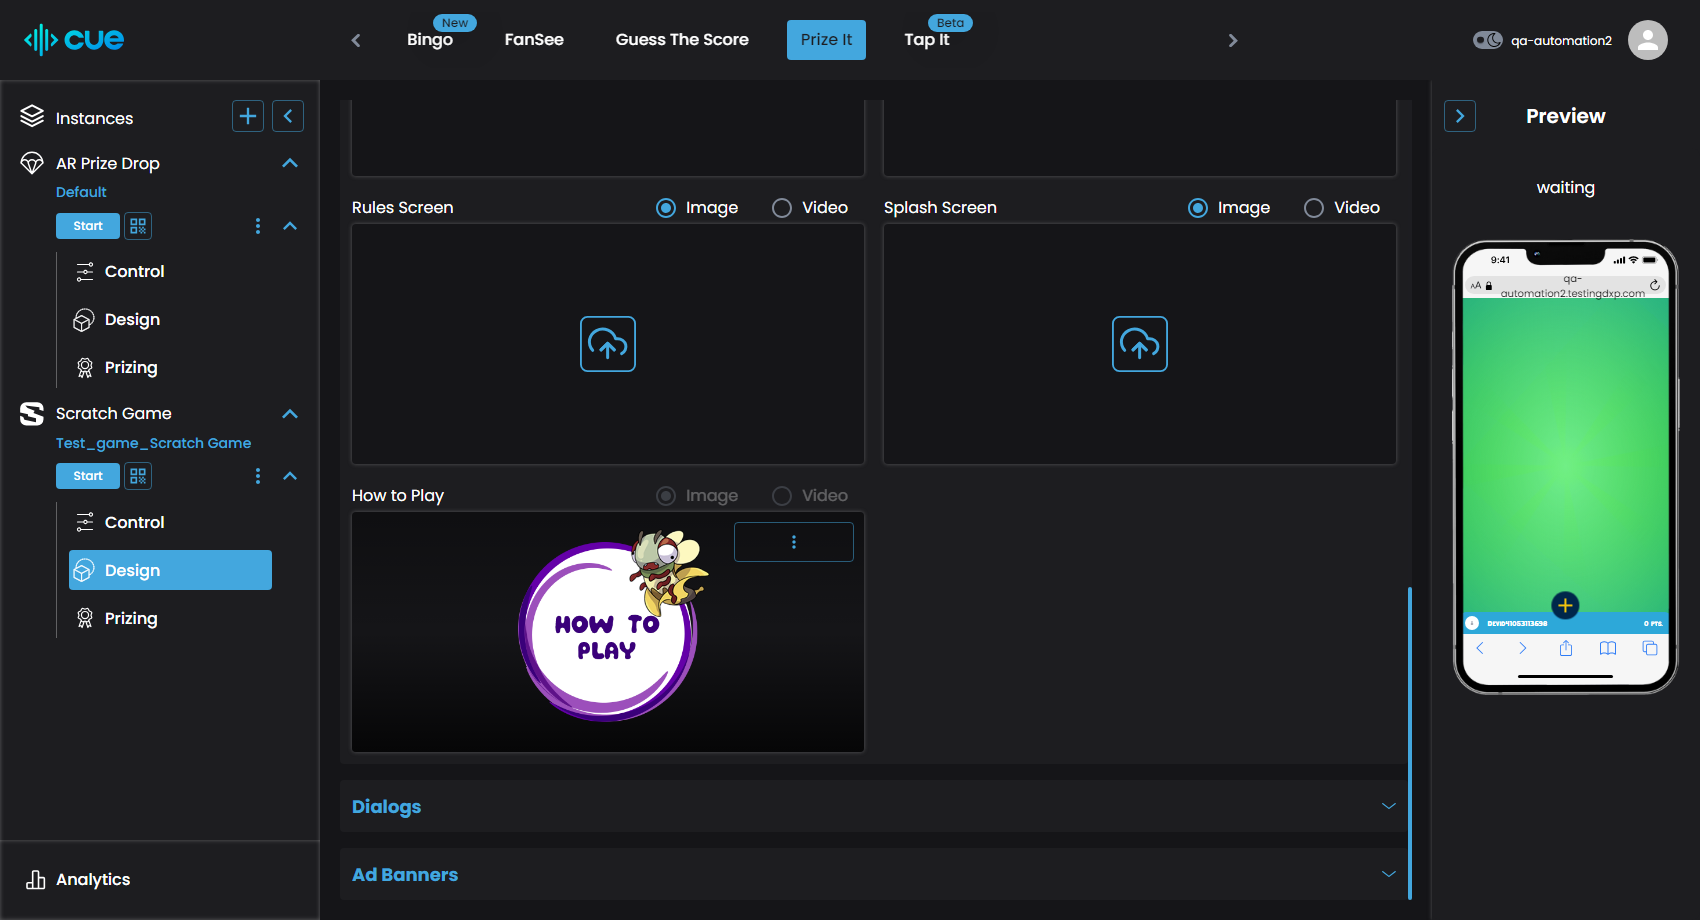 cue
New
Bingo
FanSee
Guess The Score
Prize It
Beta
Tap It
qa-automation2
Instances
AR Prize Drop
Default
Start
Control
Design
Prizing
Scratch Game
Test_game_Scratch Game
Start
Control
Design
Prizing
Analytics
Rules Screen
Image
Video
Splash Screen
Image
Video
How to Play
Image
Video
HOW TO
PLAY
Dialogs
Ad Banners
Preview
waiting
9:41
AA
qa-
automation2.testingdxp.com
0 PTS.